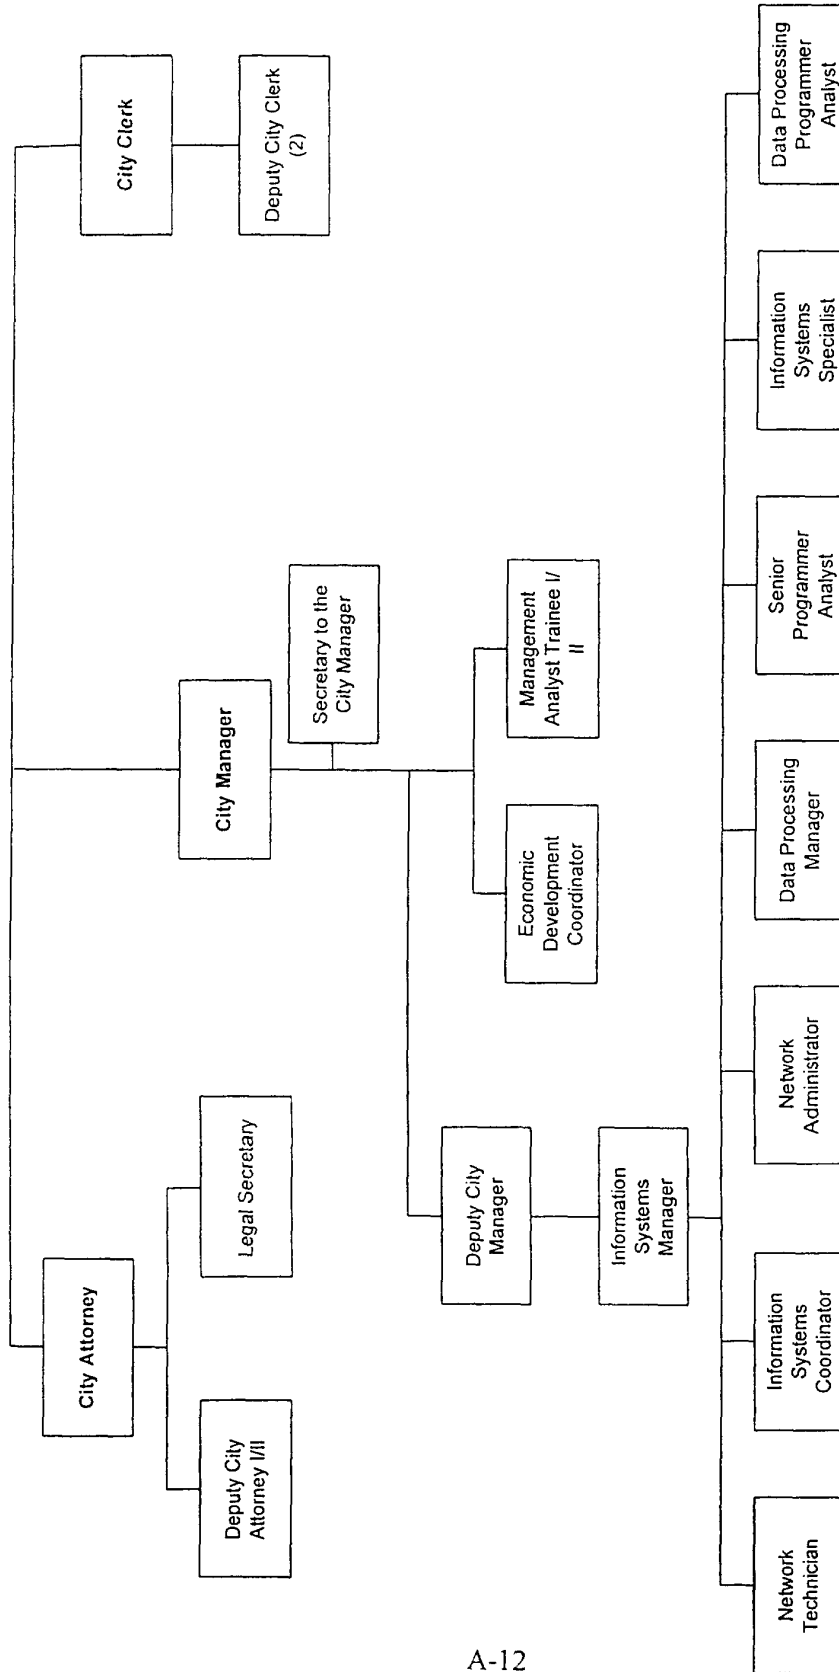 City Attorney
Deputy City
Attorney I/II
Legal Secretary
City Manager
Secretary to the
City Manager
City Clerk
Deputy City Clerk
(2)
Deputy City
Manager
Economic
Development
Coordinator
Management
Analyst Trainee I/
II
Information
Systems
Manager
Network
Technician
Information
Systems
Coordinator
Network
Administrator
Data Processing
Manager
Senior
Programmer
Analyst
Information
Systems
Specialist
Data Processing
Programmer
Analyst
A-12